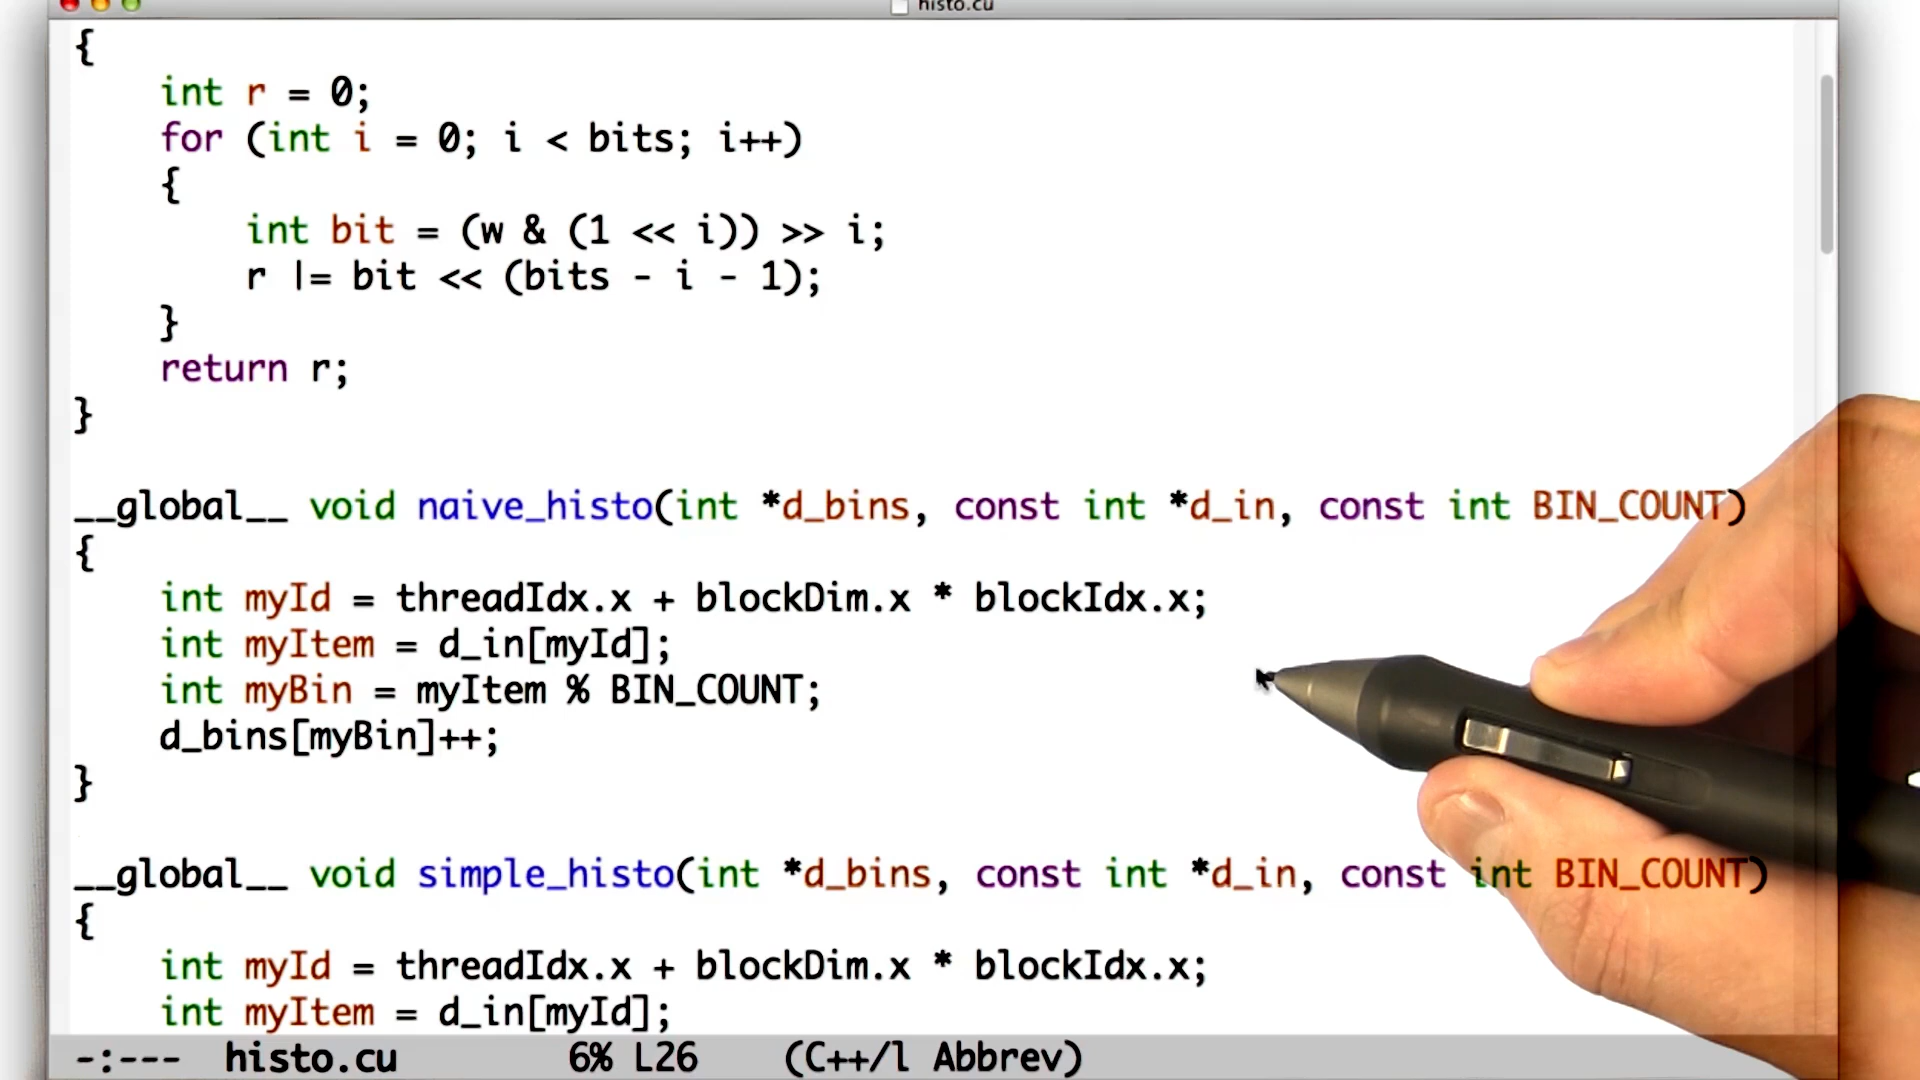 histo.cu
{
int r = 0;
for (int i = 0; i < bits; i++)
{
int bit = (w & (1 << i)) >> i;
r |= bit << (bits - i - 1);
}
return r;
}
__global__ void naive_histo(int *d_bins, const int *d_in, const int BIN_COUNT)
{
int myId = threadIdx.x + blockDim.x * blockIdx.x;
int myItem = d_in[myId];
int myBin = myItem % BIN_COUNT;
d_bins[myBin]++;
}
__global__ void simple_histo(int *d_bins, const int *d_in, const int BIN_COUNT)
{
int myId = threadIdx.x + blockDim.x * blockIdx.x;
int myItem = d_in[myId];
-:--- histo.cu 6% L26 (C++/l Abbrev)